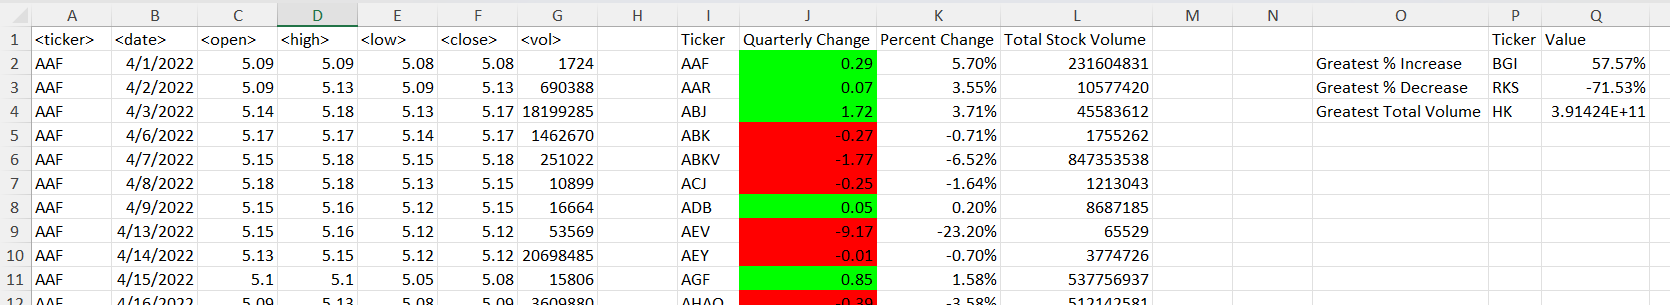 A B C D E F G H I J K L M N O P Q
1 <ticker> <date> <open> <high> <low> <close> <vol> Ticker Quarterly Change Percent Change Total Stock Volume Ticker Value
2 AAF 4/1/2022 5.09 5.09 5.08 5.08 1724 AAF 0.29 5.70% 231604831 Greatest % Increase BGI 57.57%
3 AAF 4/2/2022 5.09 5.13 5.09 5.13 690388 AAR 0.07 3.55% 10577420 Greatest % Decrease RKS -71.53%
4 AAF 4/3/2022 5.14 5.18 5.13 5.17 18199285 ABJ 1.72 3.71% 45583612 Greatest Total Volume HK 3.91424E+11
5 AAF 4/6/2022 5.17 5.17 5.14 5.17 1462670 ABK -0.27 -0.71% 1755262
6 AAF 4/7/2022 5.15 5.18 5.15 5.18 251022 ABKV -1.77 -6.52% 847353538
7 AAF 4/8/2022 5.18 5.18 5.13 5.15 10899 ACJ -0.25 -1.64% 1213043
8 AAF 4/9/2022 5.15 5.16 5.12 5.15 16664 ADB 0.05 0.20% 8687185
9 AAF 4/13/2022 5.15 5.16 5.12 5.12 53569 AEV -9.17 -23.20% 65529
10 AAF 4/14/2022 5.13 5.15 5.12 5.12 20698485 AEY -0.01 -0.70% 3774726
11 AAF 4/15/2022 5.1 5.1 5.05 5.08 15806 AGF 0.85 1.58% 537756937
12 AAF 4/16/2022 5.09 5.13 5.08 5.09 3609880 AHAO -0.39 -3.58% 512142581